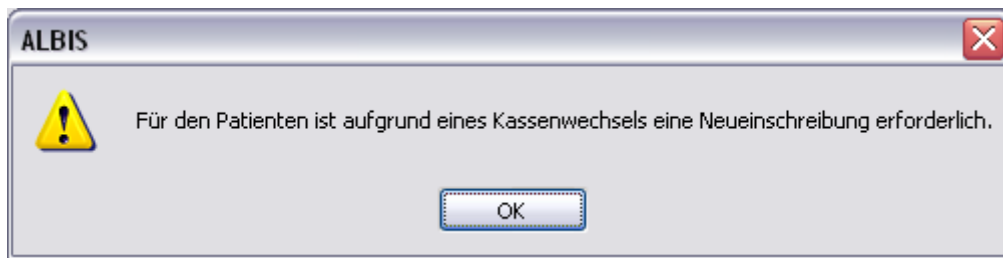 ALBIS
Für den Patienten ist aufgrund eines Kassenwechsels eine Neueinschreibung erforderlich.
OK